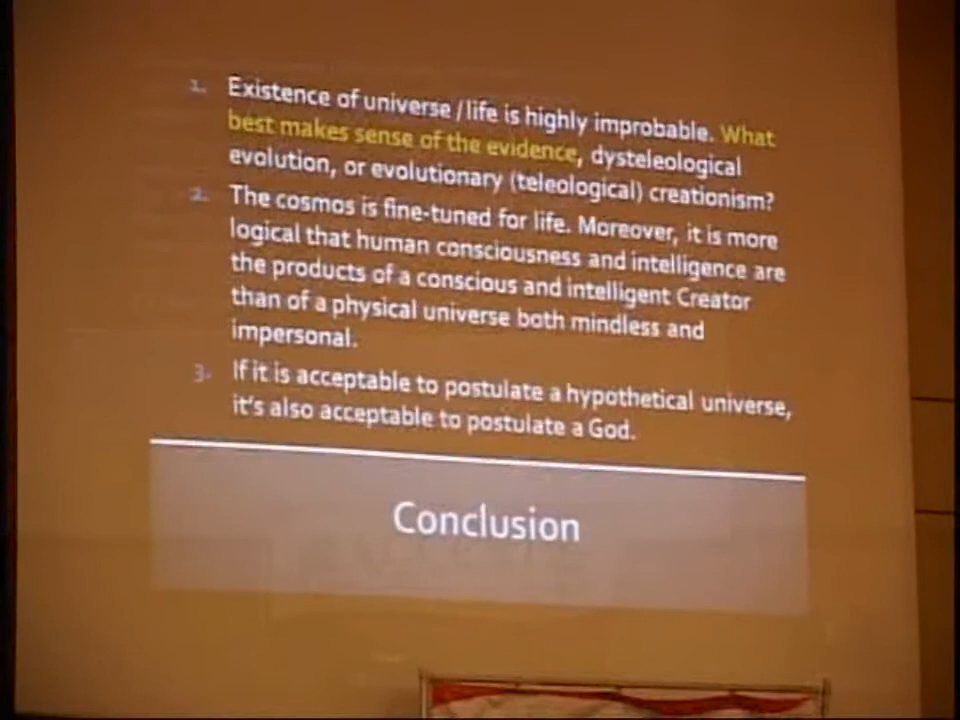 1. Existence of universe / life is highly improbable. What
best makes sense of the evidence, dysteleological
evolution, or evolutionary (teleological) creationism?
2. The cosmos is fine-tuned for life. Moreover, it is more
logical that human consciousness and intelligence are
the products of a conscious and intelligent Creator
than of a physical universe both mindless and
impersonal.
3. If it is acceptable to postulate a hypothetical universe,
it's also acceptable to postulate a God.
Conclusion